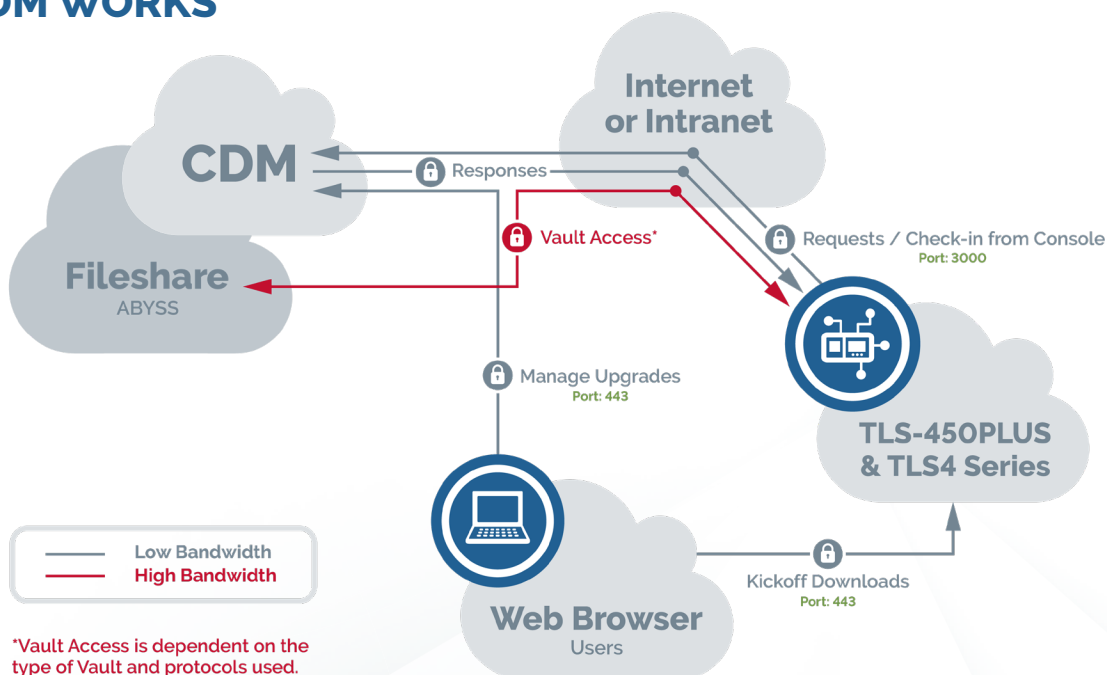 WORKS
Internet
or Intranet
CDM
Responses
Vault Access*
Requests / Check-in from Console
Port: 3000
Fileshare
ABYSS
Manage Upgrades
Port: 443
TLS-450PLUS
& TLS4 Series
Low Bandwidth
High Bandwidth
Kickoff Downloads
Port: 443
Web Browser
Users
*Vault Access is dependent on the
type of Vault and protocols used.